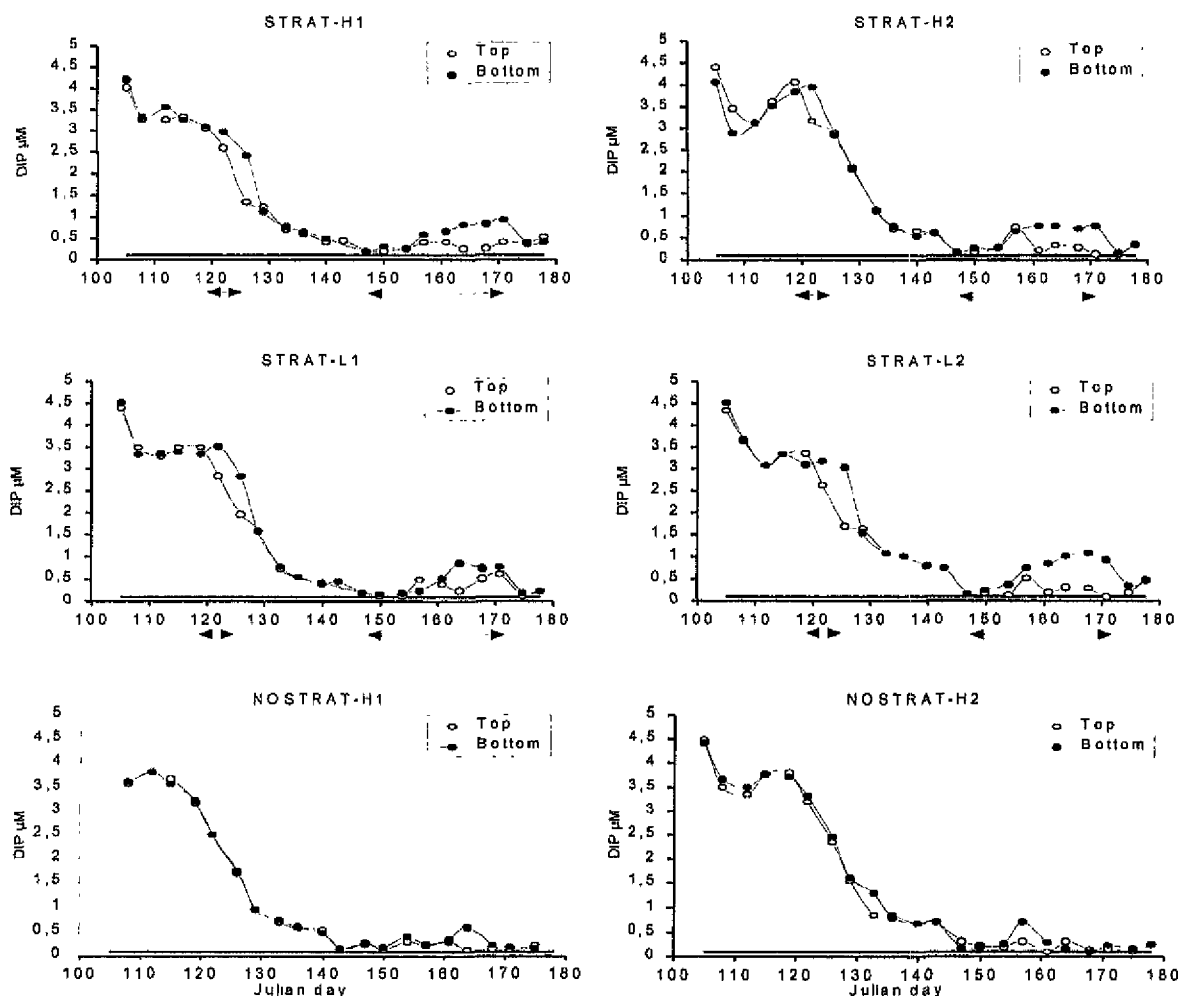 STRAT-H1
5
4,5
4
3,5
3
2,5
2
1,5
1
0,5
0
DIP µM
Top
Bottom
100 110 120 130 140 150 160 170 180
STRAT-H2
5
4,5
4
3,5
3
2,5
2
1,5
1
0,5
0
DIP µM
Top
Bottom
100 110 120 130 140 150 160 170 180
STRAT-L1
5
4,5
4
3,5
3
2,5
2
1,5
1
0,5
0
DIP µM
Top
Bottom
100 110 120 130 140 150 160 170 180
STRAT-L2
5
4,5
4
3,5
3
2,5
2
1,5
1
0,5
0
DIP µM
Top
Bottom
100 110 120 130 140 150 160 170 180
NOSTRAT-H1
5
4,5
4
3,5
3
2,5
2
1,5
1
0,5
0
DIP µM
Top
Bottom
100 110 120 130 140 150 160 170 180
Julian day
NOSTRAT-H2
5
4,5
4
3,5
3
2,5
2
1,5
1
0,5
0
DIP µM
Top
Bottom
100 110 120 130 140 150 160 170 180
Julian day